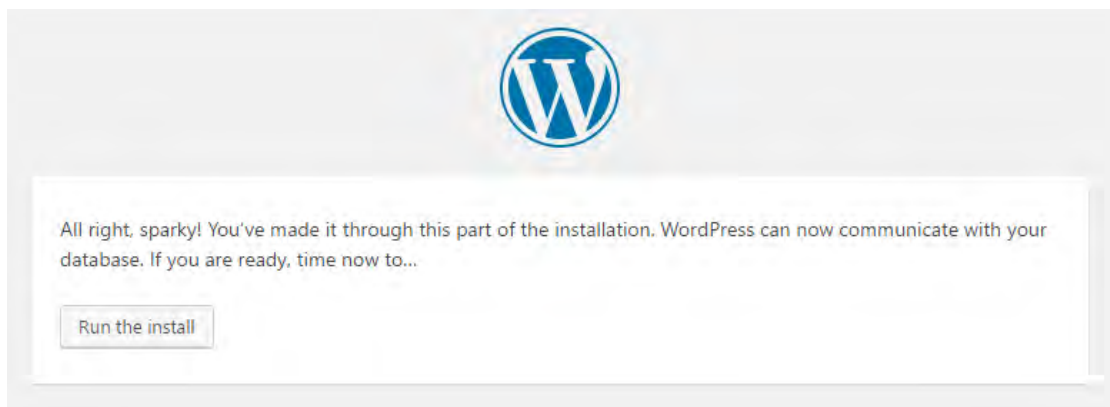 All right, sparky! You've made it through this part of the installation. WordPress can now communicate with your
database. If you are ready, time now to...
Run the install